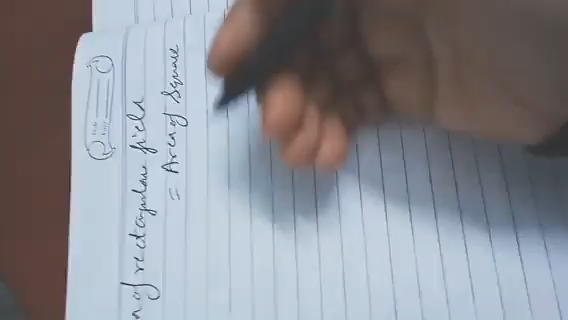 of rectangular field
= Area of Square